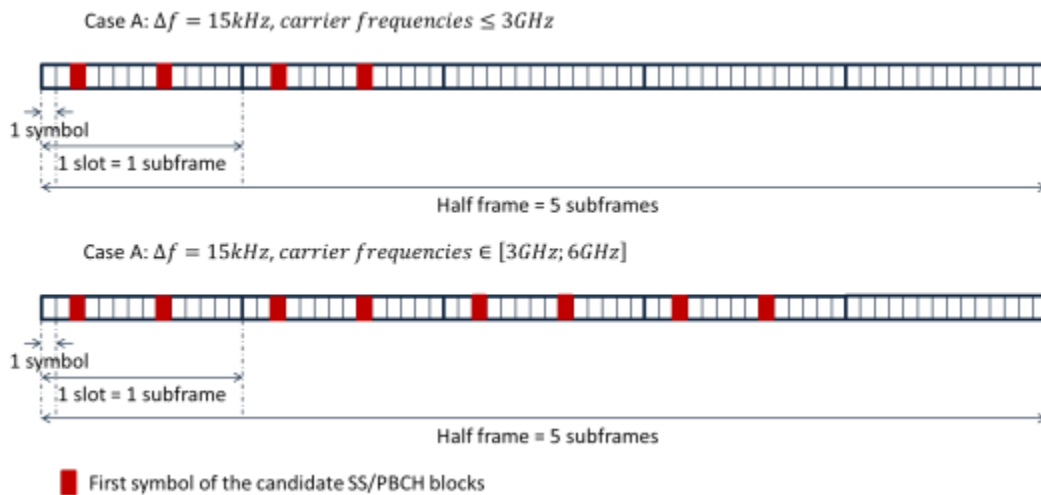 Case A: Δf = 15kHz, carrier frequencies ≤ 3GHz
1 symbol
1 slot = 1 subframe
Half frame = 5 subframes
Case A: Δf = 15kHz, carrier frequencies ∈ [3GHz; 6GHz]
1 symbol
1 slot = 1 subframe
Half frame = 5 subframes
First symbol of the candidate SS/PBCH blocks